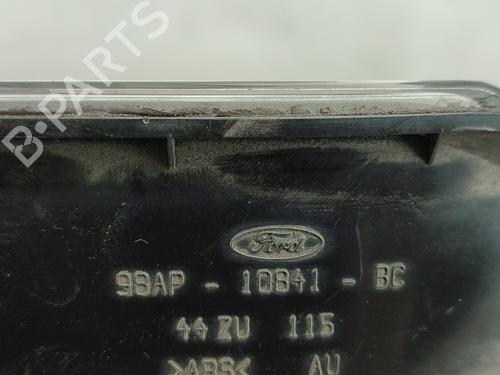 B-PARTS
Ford
98AP - 10841 - BC
44 ZU 115
>ABS< AU